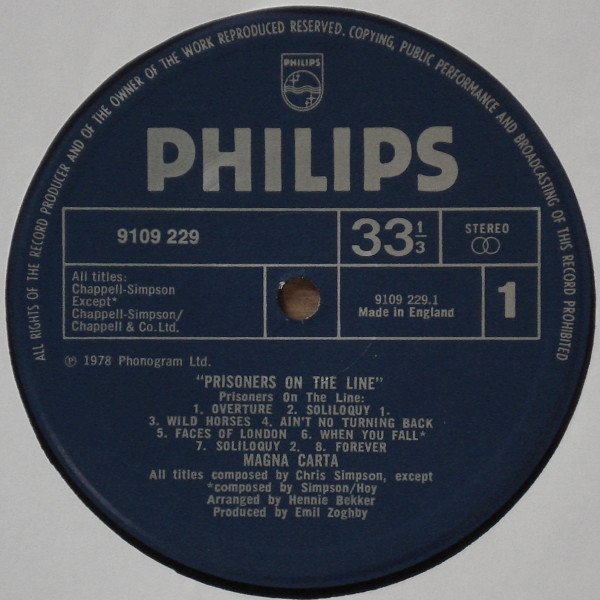 ALL RIGHTS OF THE RECORD PRODUCER AND OF THE OWNER OF THE WORK REPRODUCED RESERVED. COPYING, PUBLIC PERFORMANCE AND BROADCASTING OF THIS RECORD PROHIBITED
PHILIPS
PHILIPS
9109 229
33 1/3
STEREO
All titles:
Chappell-Simpson
Except*
Chappell-Simpson/
Chappell & Co.Ltd.
9109 229.1
Made in England
1
℗ 1978 Phonogram Ltd.
"PRISONERS ON THE LINE"
Prisoners On The Line:
1. OVERTURE 2. SOLILOQUY 1.
3. WILD HORSES 4. AIN'T NO TURNING BACK
5. FACES OF LONDON 6. WHEN YOU FALL*
7. SOLILOQUY 2. 8. FOREVER
MAGNA CARTA
All titles composed by Chris Simpson, except
*composed by Simpson/Hoy
Arranged by Hennie Bekker
Produced by Emil Zoghby